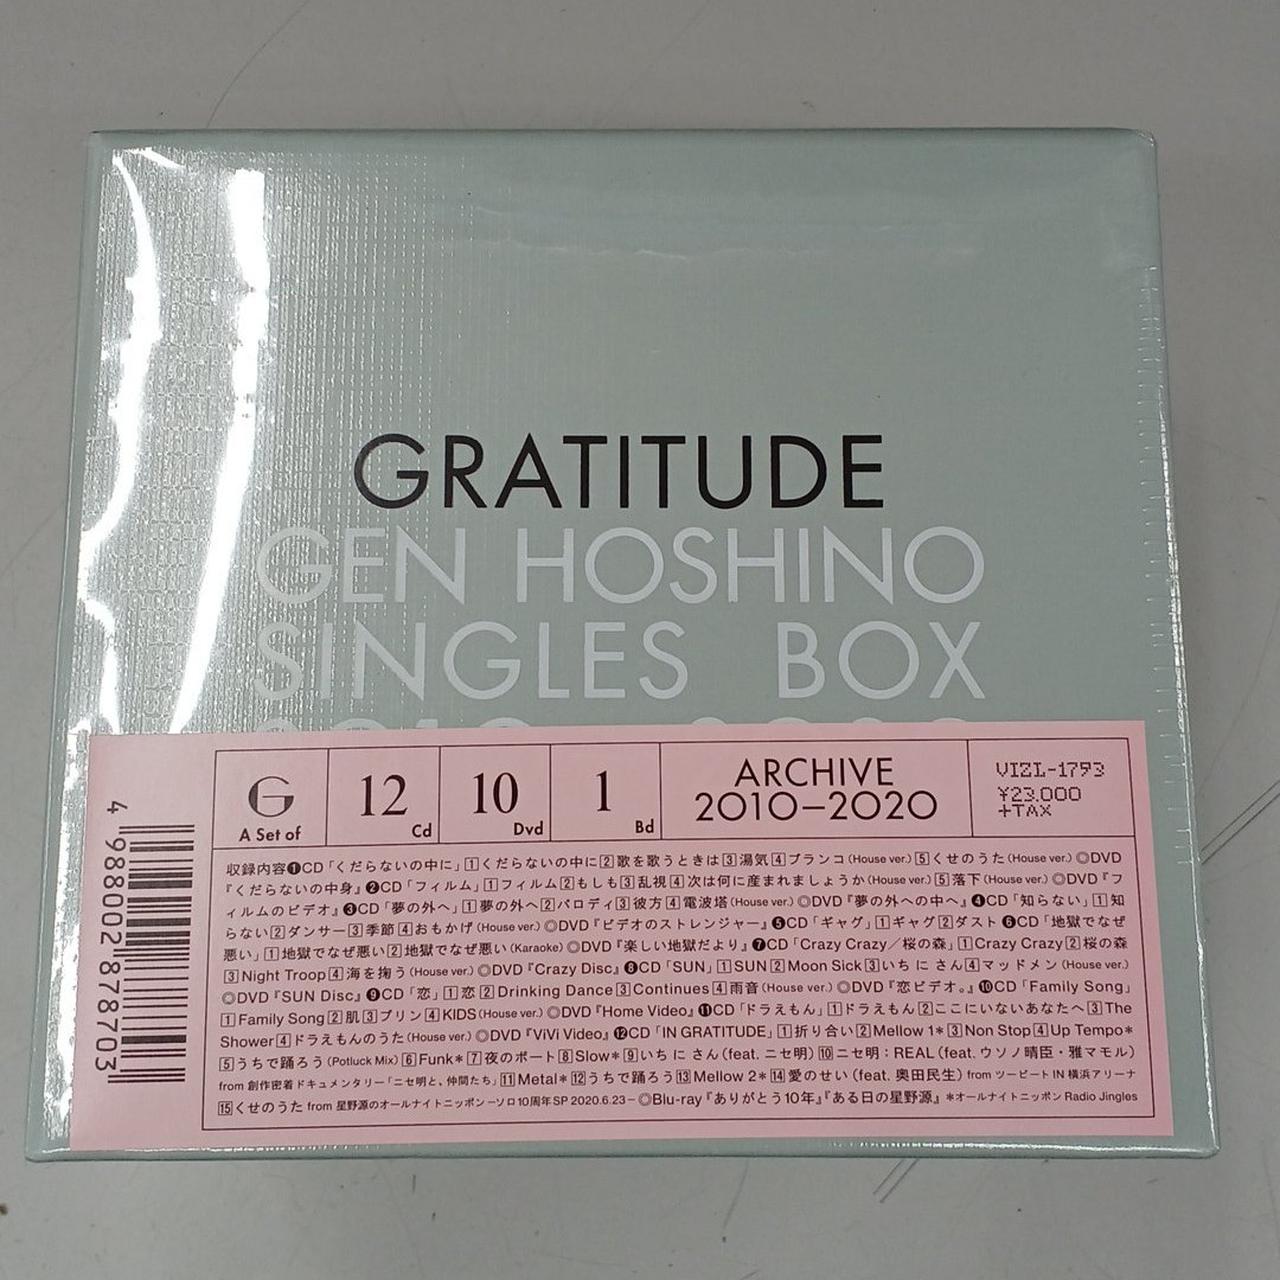 GRATITUDE
GEN HOSHINO
SINGLES BOX
G
A Set of
12
Cd
10
Dvd
1
Bd
ARCHIVE
2010—2020
VIZL-1793
¥23.000
+TAX
4 988002 878703
収録内容❶CD「くだらないの中に」1くだらないの中に2歌を歌うときは3湯気4ブランコ(House ver.)5くせのうた(House ver.)◎DVD
『くだらないの中身』❷CD「フィルム」1フィルム2もしも3乱視4次は何に産まれましょうか(House ver.)5落下(House ver.)◎DVD『フ
ィルムのビデオ』❸CD「夢の外へ」1夢の外へ2パロディ3彼方4電波塔(House ver.)◎DVD『夢の外への中へ』❹CD「知らない」1知
らない2ダンサー3季節4おもかげ(House ver.)◎DVD『ビデオのストレンジャー』❺CD「ギャグ」1ギャグ2ダスト❻CD「地獄でなぜ
悪い」1地獄でなぜ悪い2地獄でなぜ悪い(Karaoke)◎DVD『楽しい地獄だより』❼CD「Crazy Crazy／桜の森」1Crazy Crazy2桜の森
3Night Troop4海を掬う(House ver.)◎DVD『Crazy Disc』❽CD「SUN」1SUN2Moon Sick3いち に さん4マッドメン(House ver.)
◎DVD『SUN Disc』❾CD「恋」1恋2Drinking Dance3Continues4雨音(House ver.)◎DVD『恋ビデオ。』❿CD「Family Song」
1Family Song2肌3プリン4KIDS(House ver.)◎DVD『Home Video』⓫CD「ドラえもん」1ドラえもん2ここにいないあなたへ3The
Shower4ドラえもんのうた(House ver.)◎DVD『ViVi Video』⓬CD「IN GRATITUDE」1折り合い2Mellow 1*3Non Stop4Up Tempo*
5うちで踊ろう(Potluck Mix)6Funk*7夜のボート8Slow*9いち に さん(feat. ニセ明)10ニセ明：REAL(feat. ウソノ晴臣・雅マモル)
from 創作密着ドキュメンタリー「ニセ明と、仲間たち」11Metal*12うちで踊ろう13Mellow 2*14愛のせい(feat. 奥田民生)from ツービート IN 横浜アリーナ
15くせのうた from 星野源のオールナイトニッポン−ソロ10周年SP 2020.6.23−◎Blu-ray『ありがとう10年』『ある日の星野源』*オールナイトニッポン Radio Jingles